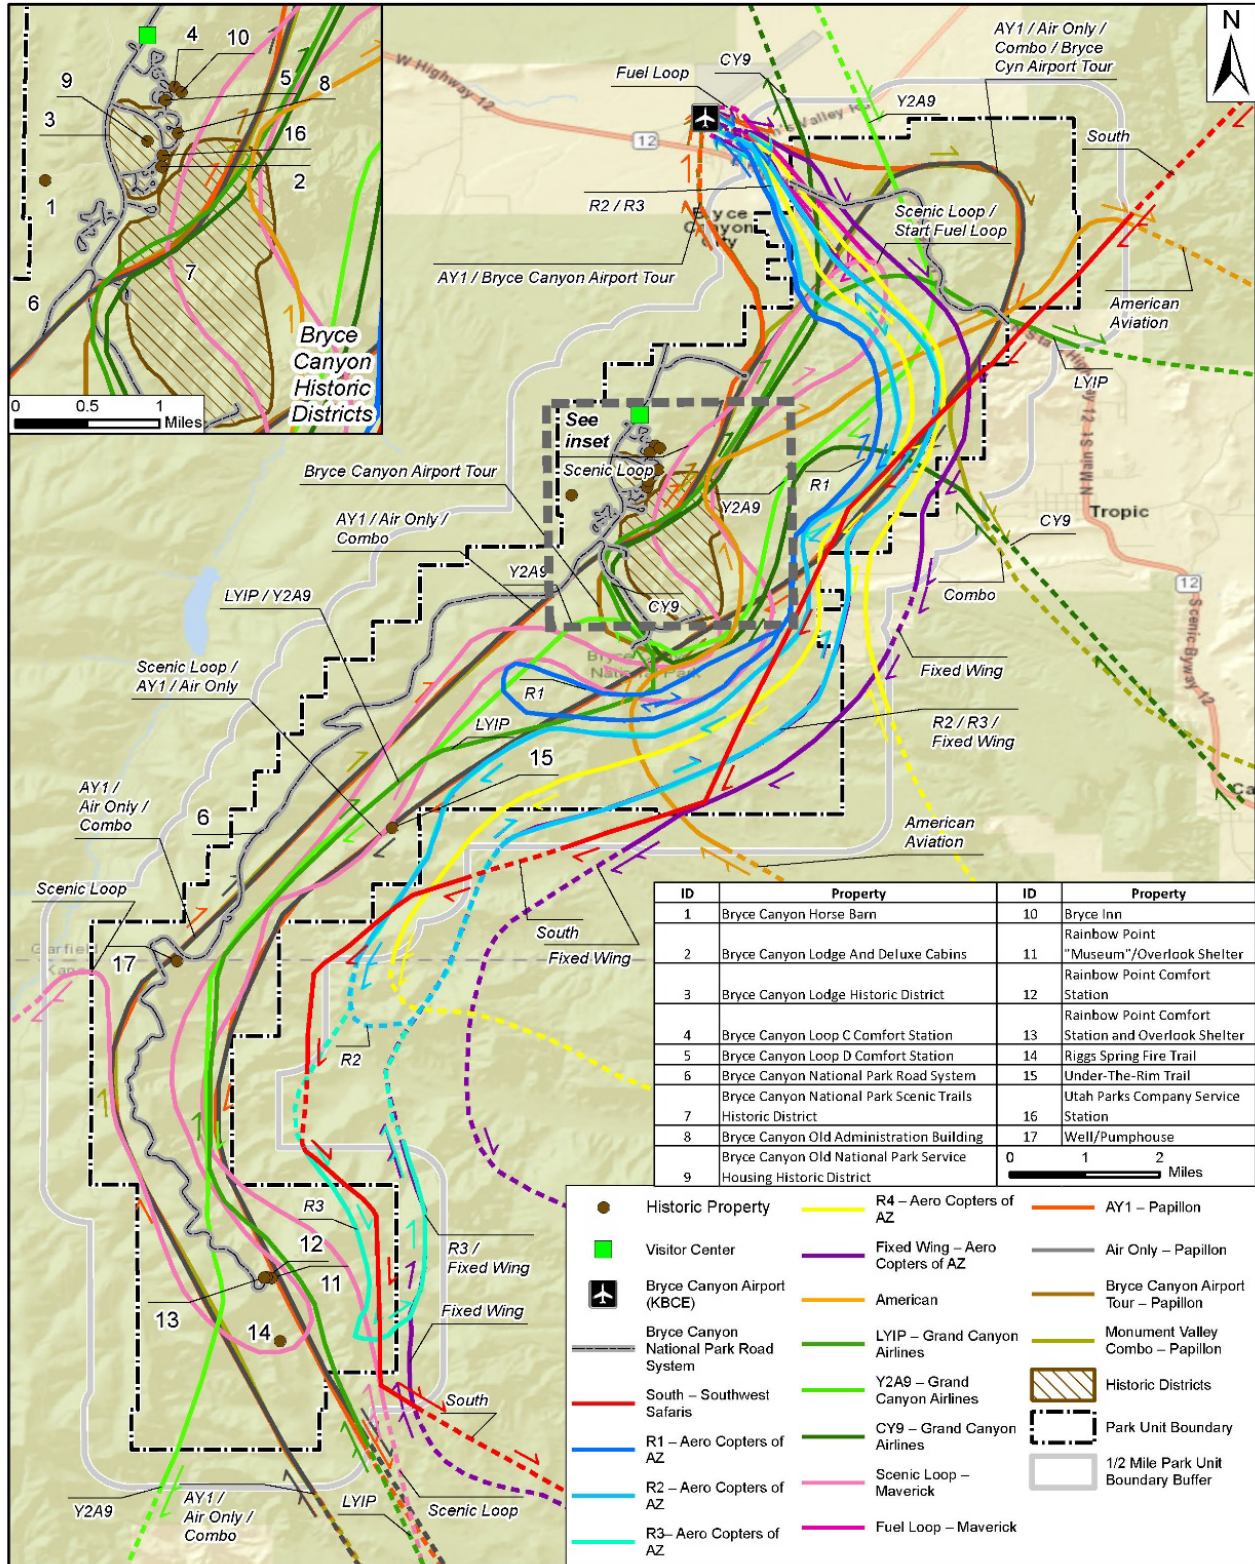 4
10
9
5
8
3
16
2
1
7
6
Bryce
Canyon
Historic
Districts
0 0.5 1
Miles
N
W Highway 12
Fuel Loop
CY9
AY1 / Air Only /
Combo / Bryce
Cyn Airport Tour
Y2A9
South
12
R2 / R3
Bryce
Canyon
City
Scenic Loop /
Start Fuel Loop
AY1 / Bryce Canyon Airport Tour
American
Aviation
LYIP
See
inset
Scenic Loop
Bryce Canyon Airport Tour
R1
Y2A9
N Main St
Tropic
AY1 / Air Only /
Combo
CY9
Y2A9
LYIP / Y2A9
CY9
Combo
12
Scenic Byway 12
Scenic Loop /
AY1 / Air Only
National Park
Fixed Wing
R1
LYIP
R2 / R3 /
Fixed Wing
15
AY1 /
Air Only /
Combo
6
American
Aviation
Scenic Loop
South
Fixed Wing
17
R2
R3
12
11
R3 /
Fixed Wing
Fixed Wing
13
14
South
Y2A9
AY1 /
Air Only /
Combo
LYIP
Scenic Loop
ID Property ID Property
1 Bryce Canyon Horse Barn 10 Bryce Inn
2 Bryce Canyon Lodge And Deluxe Cabins 11 Rainbow Point
"Museum"/Overlook Shelter
3 Bryce Canyon Lodge Historic District 12 Rainbow Point Comfort
Station
4 Bryce Canyon Loop C Comfort Station 13 Rainbow Point Comfort
Station and Overlook Shelter
5 Bryce Canyon Loop D Comfort Station 14 Riggs Spring Fire Trail
6 Bryce Canyon National Park Road System 15 Under-The-Rim Trail
7 Bryce Canyon National Park Scenic Trails
Historic District 16 Utah Parks Company Service
Station
8 Bryce Canyon Old Administration Building 17 Well/Pumphouse
9 Bryce Canyon Old National Park Service
Housing Historic District
0 1 2
Miles
Historic Property
Visitor Center
Bryce Canyon Airport
(KBCE)
Bryce Canyon
National Park Road
System
South – Southwest
Safaris
R1 – Aero Copters of
AZ
R2 – Aero Copters of
AZ
R3– Aero Copters of
AZ
R4 – Aero Copters of
AZ
Fixed Wing – Aero
Copters of AZ
American
LYIP – Grand Canyon
Airlines
Y2A9 – Grand
Canyon Airlines
CY9 – Grand Canyon
Airlines
Scenic Loop –
Maverick
Fuel Loop – Maverick
AY1 – Papillon
Air Only – Papillon
Bryce Canyon Airport
Tour – Papillon
Monument Valley
Combo – Papillon
Historic Districts
Park Unit Boundary
1/2 Mile Park Unit
Boundary Buffer